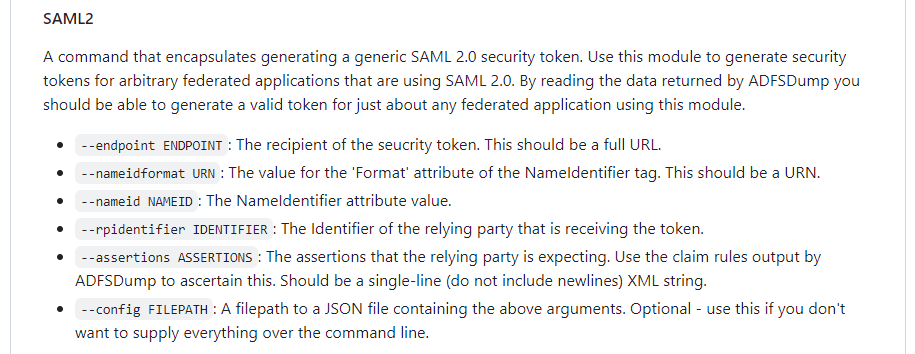 SAML2
A command that encapsulates generating a generic SAML 2.0 security token. Use this module to generate security
tokens for arbitrary federated applications that are using SAML 2.0. By reading the data returned by ADFSDump you
should be able to generate a valid token for just about any federated application using this module.
• --endpoint ENDPOINT : The recipient of the seucrity token. This should be a full URL.
• --nameidformat URN : The value for the 'Format' attribute of the NameIdentifier tag. This should be a URN.
• --nameid NAMEID : The NameIdentifier attribute value.
• --rpidentifier IDENTIFIER : The Identifier of the relying party that is receiving the token.
• --assertions ASSERTIONS : The assertions that the relying party is expecting. Use the claim rules output by
ADFSDump to ascertain this. Should be a single-line (do not include newlines) XML string.
• --config FILEPATH : A filepath to a JSON file containing the above arguments. Optional - use this if you don't
want to supply everything over the command line.